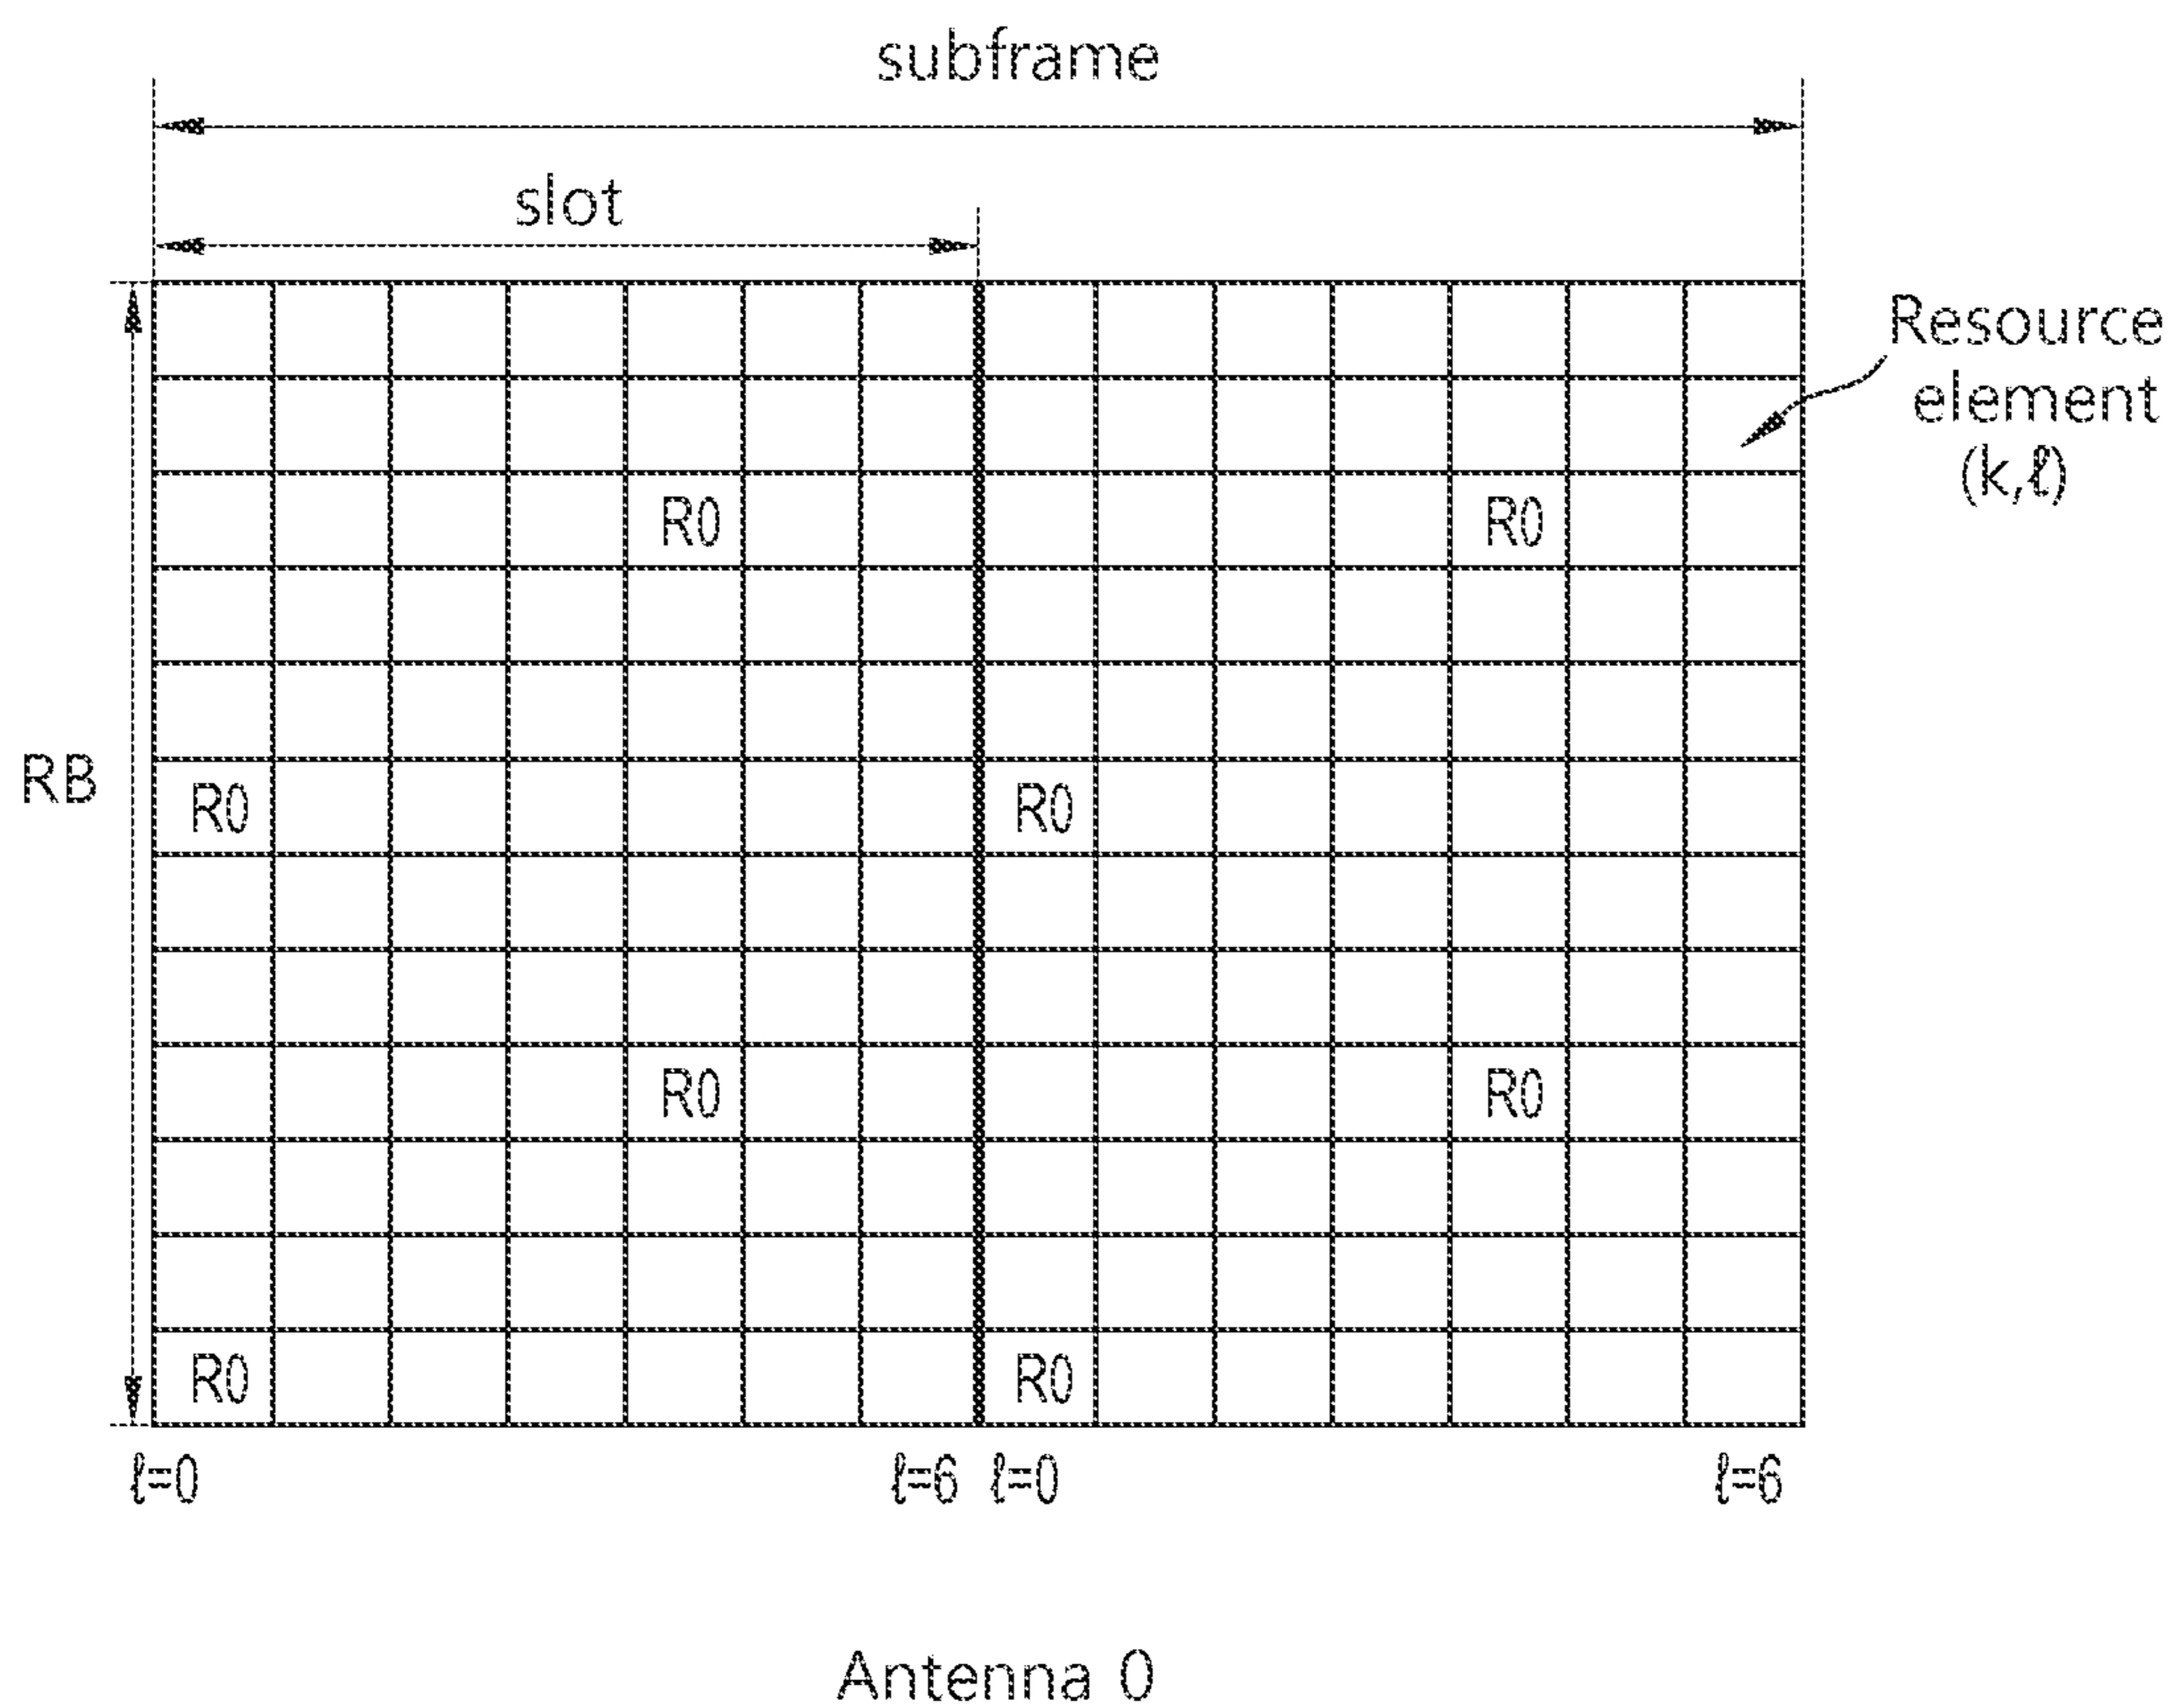 subframe
slot
Resource
element
(k,ℓ)
R0 R0
RB
R0 R0
R0 R0
R0 R0
ℓ=0 ℓ=6 ℓ=0 ℓ=6
Antenna 0